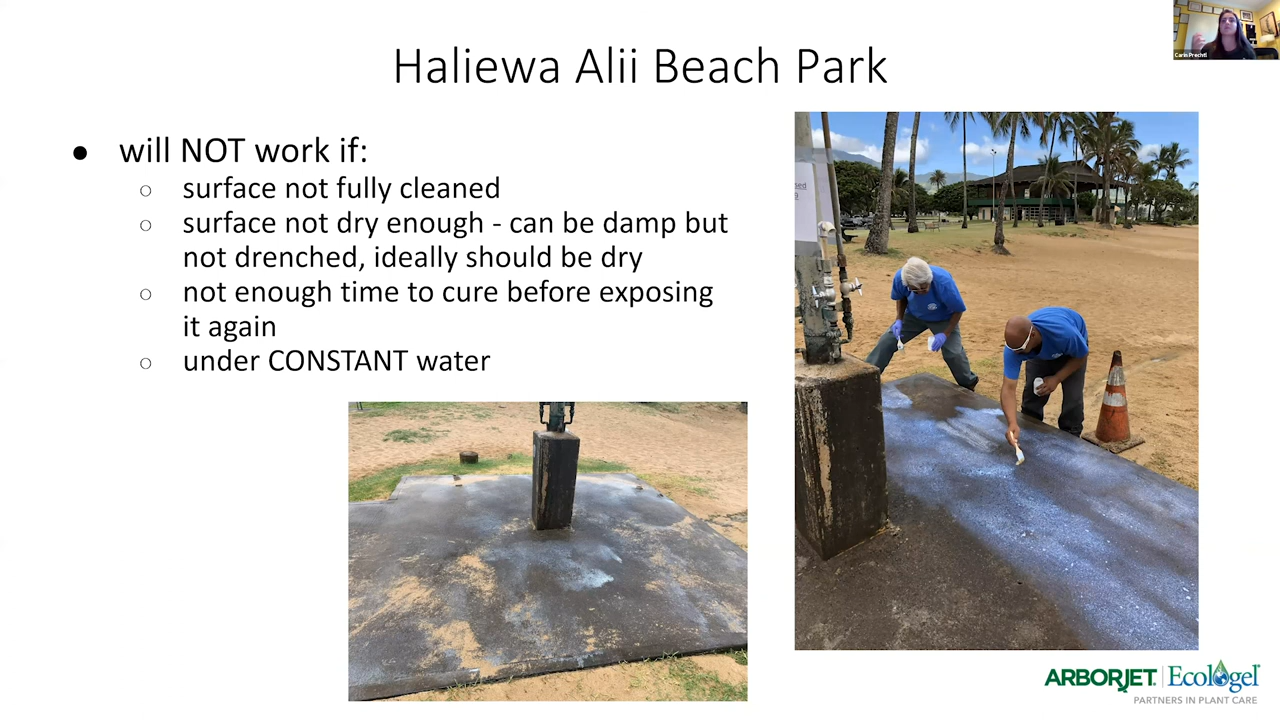 Haliewa Alii Beach Park
Carin Prechtl
● will NOT work if:
○ surface not fully cleaned
○ surface not dry enough - can be damp but
not drenched, ideally should be dry
○ not enough time to cure before exposing
it again
○ under CONSTANT water
ARBORJET Ecologel
PARTNERS IN PLANT CARE